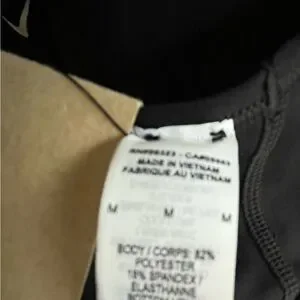 MADE IN VIETNAM
FABRIQUE AU VIETNAM
M M M
BODY / CORPS: 82%
POLYESTER
18% SPANDEX /
ELASTHANNE